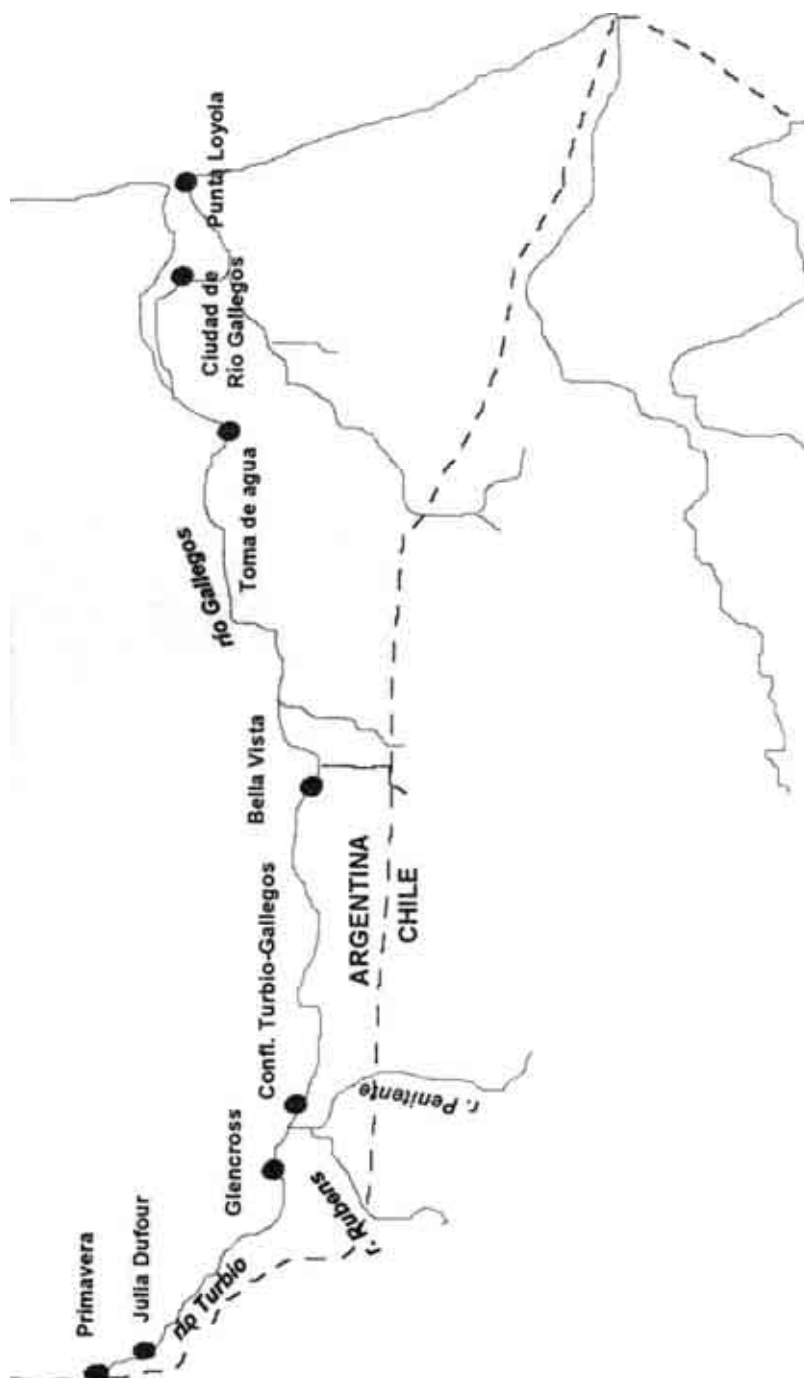 Primavera
Julia Dufour
río Turbio
Glencross
r. Rubens
Confl. Turbio-Gallegos
r. Penitente
ARGENTINA
CHILE
Bella Vista
río Gallegos
Toma de agua
Ciudad de
Río Gallegos
Punta Loyola